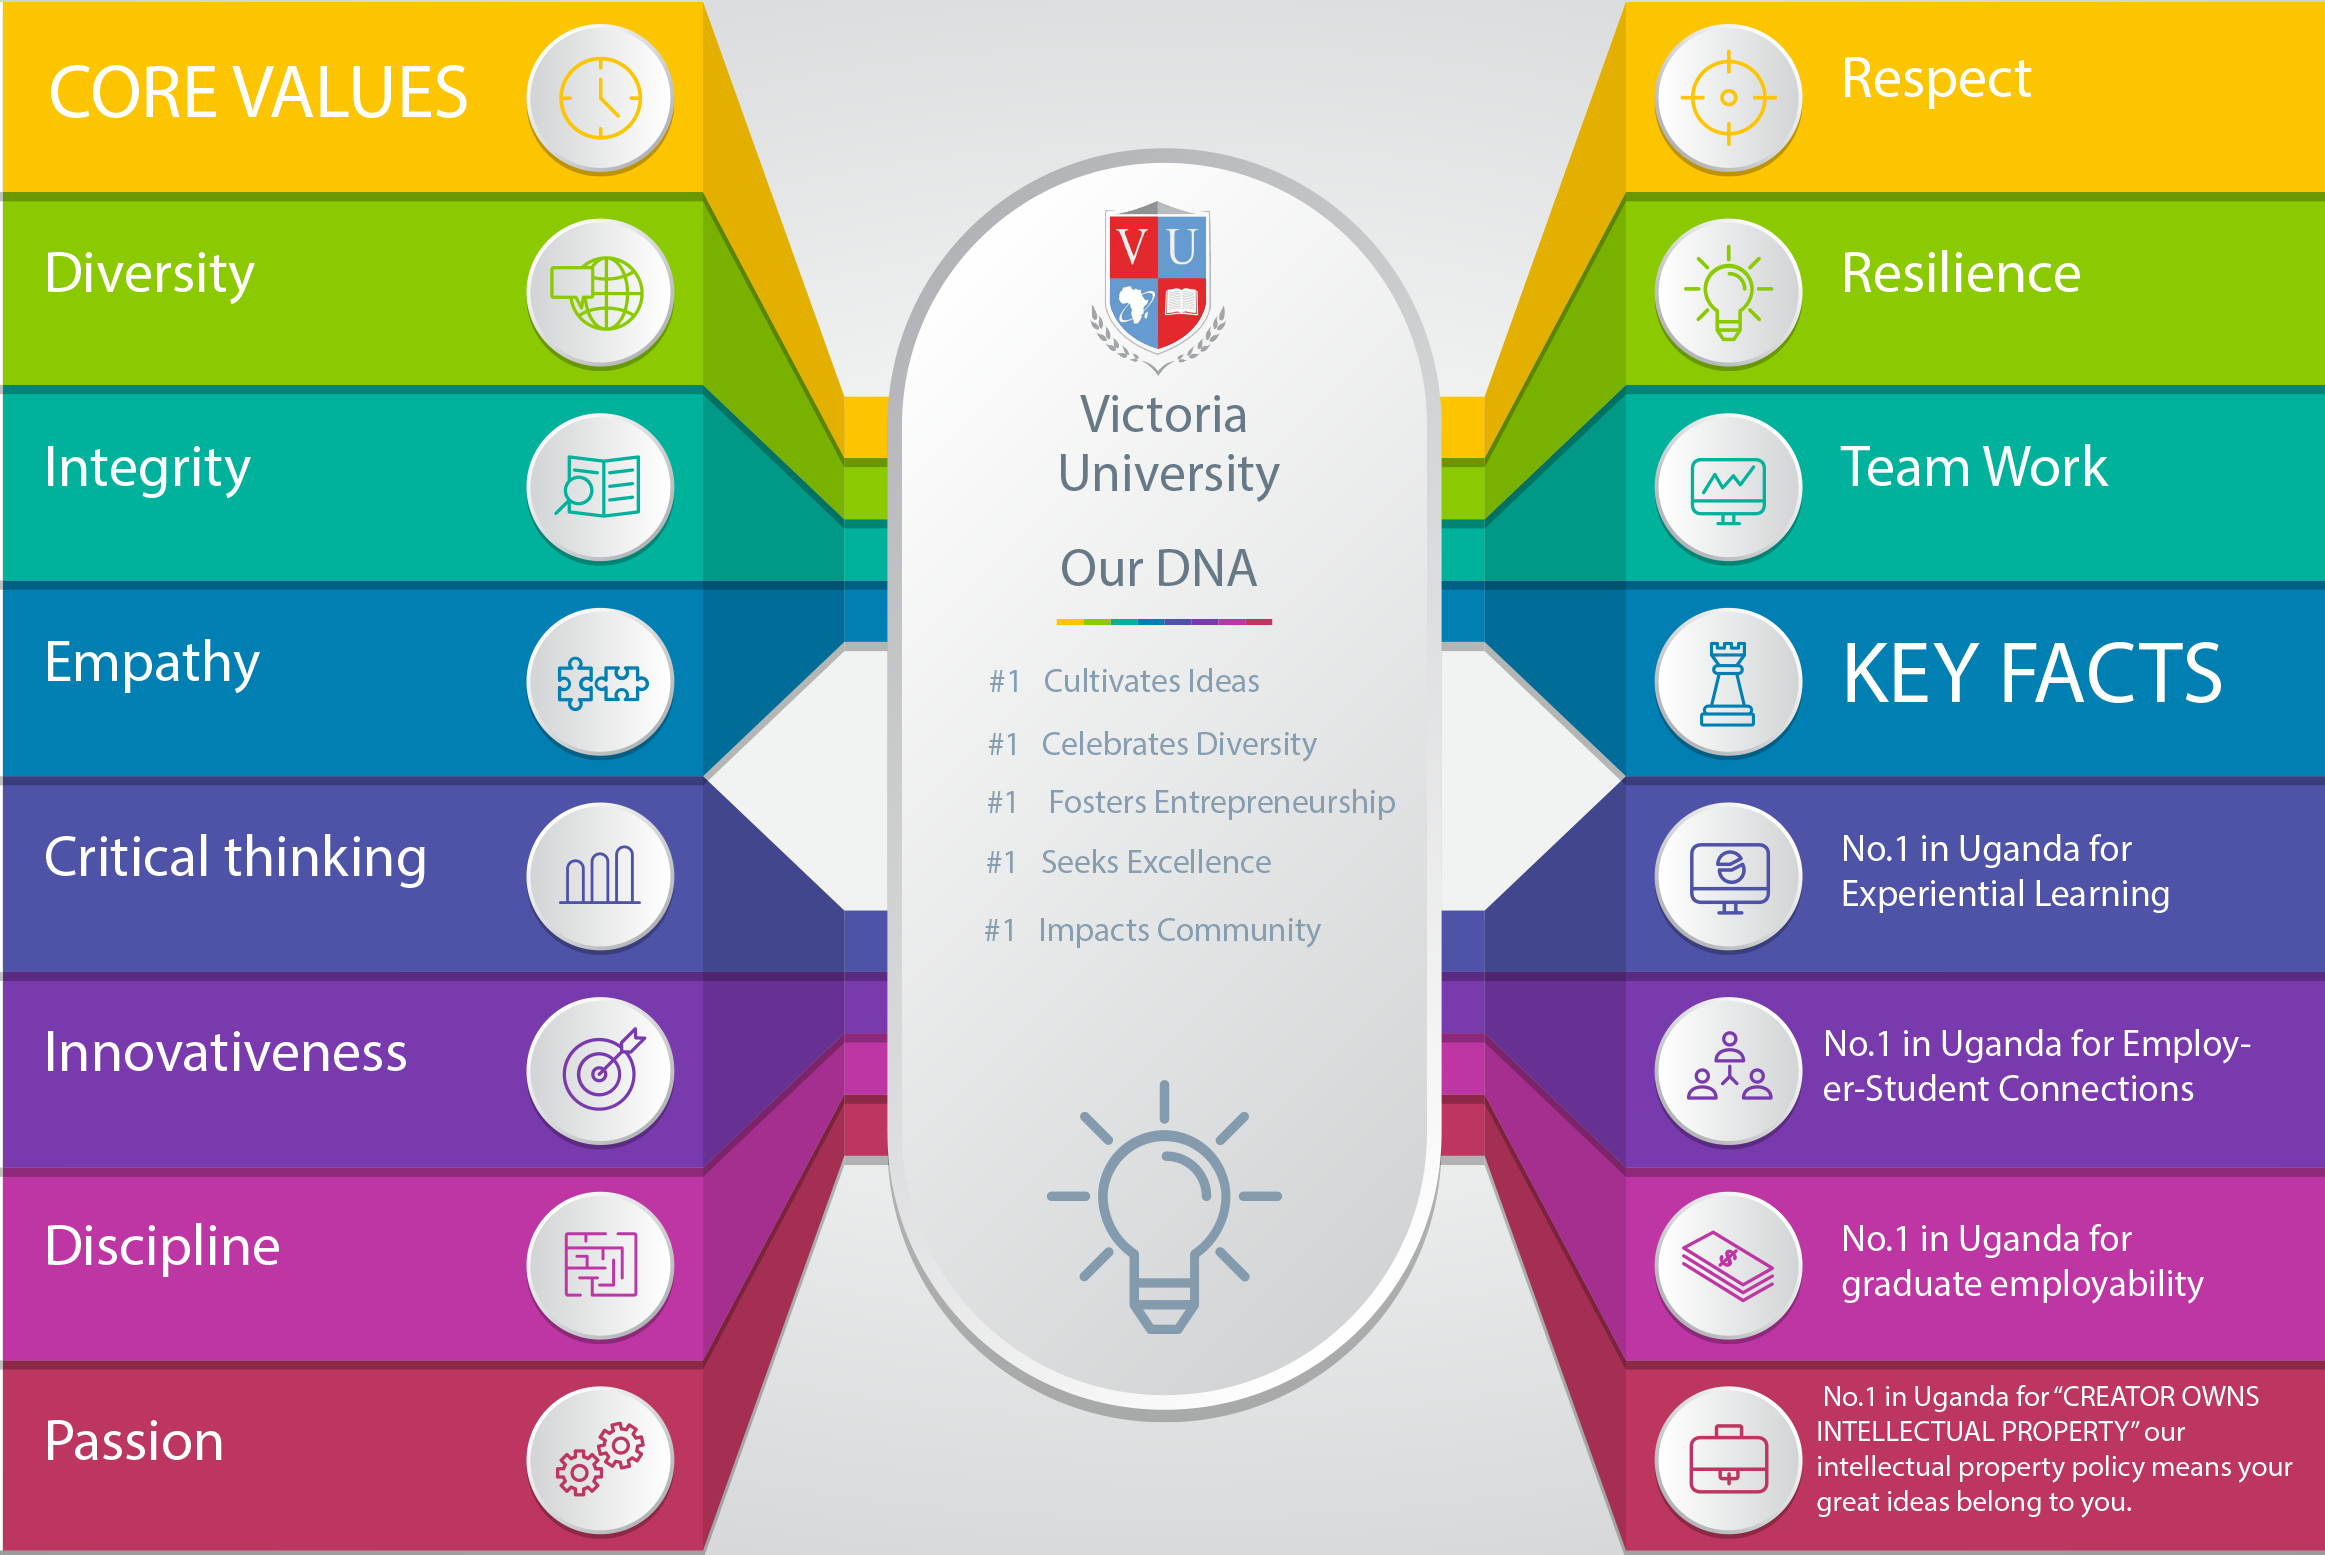 CORE VALUES
Diversity
Integrity
Empathy
Critical thinking
Innovativeness
Discipline
Passion
V U
Victoria
University
Our DNA
#1 Cultivates Ideas
#1 Celebrates Diversity
#1 Fosters Entrepreneurship
#1 Seeks Excellence
#1 Impacts Community
Respect
Resilience
Team Work
KEY FACTS
No.1 in Uganda for
Experiential Learning
No.1 in Uganda for Employ-
er-Student Connections
$
No.1 in Uganda for
graduate employability
No.1 in Uganda for “CREATOR OWNS
INTELLECTUAL PROPERTY” our
intellectual property policy means your
great ideas belong to you.